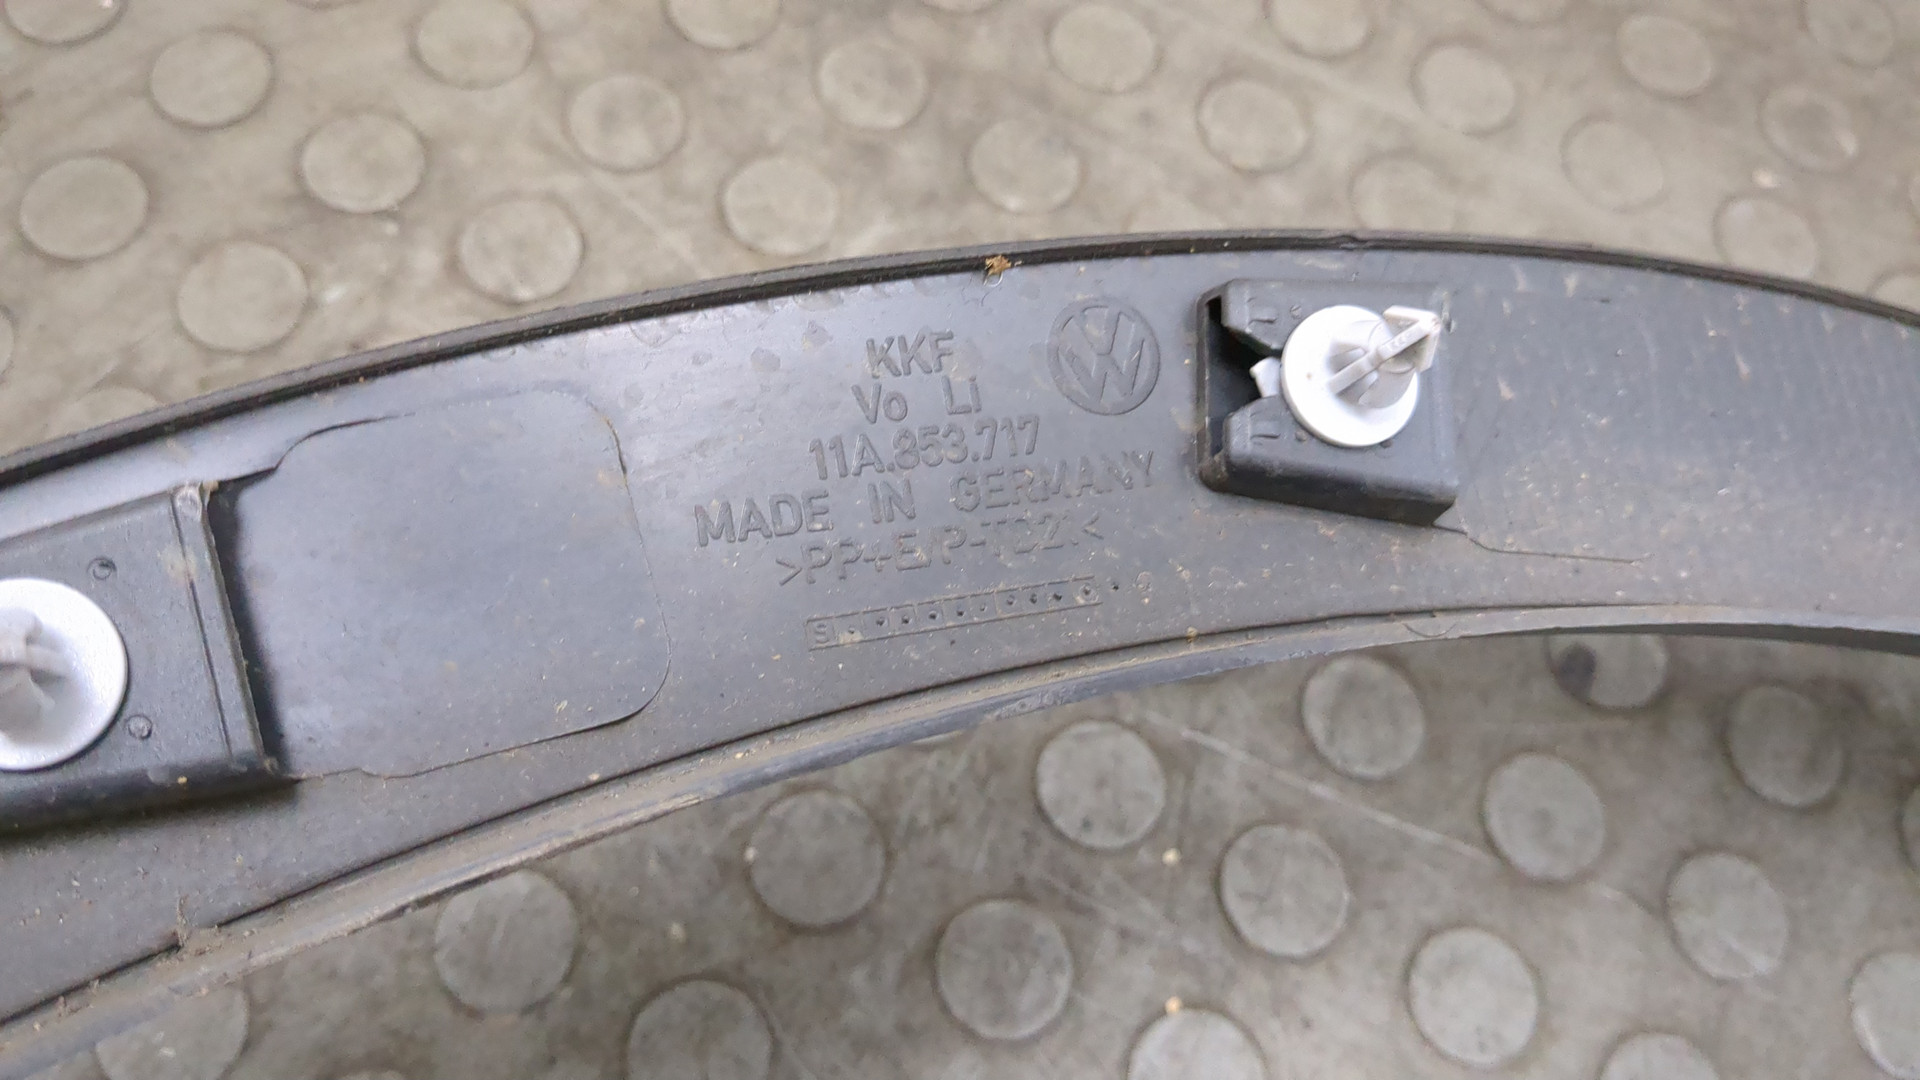 KKF
Vo Li
11A.853.717
MADE IN GERMANY
S